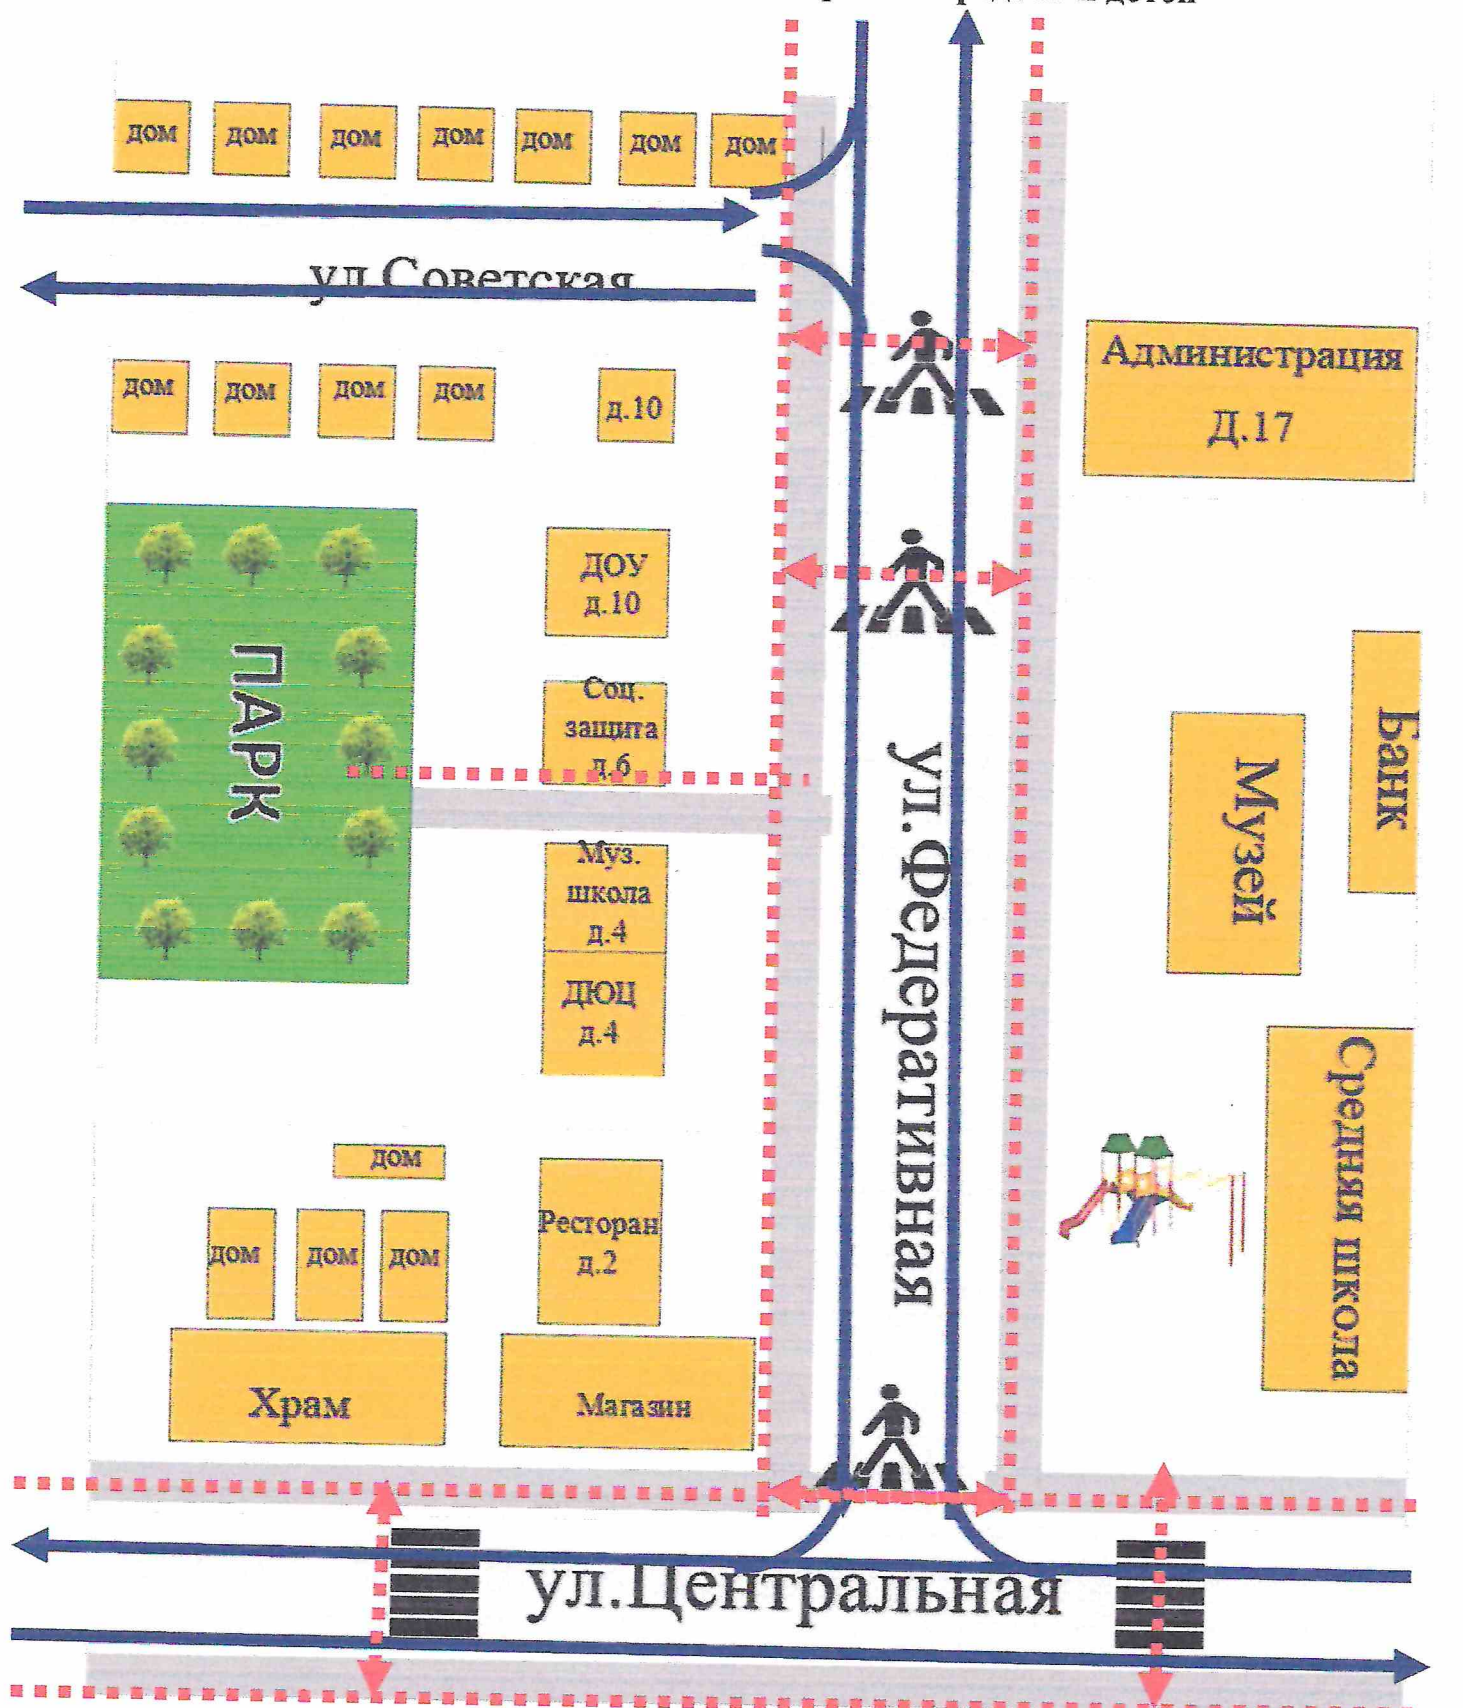 дом дом дом дом дом дом дом
ул.Советская
дом дом дом дом д.10
Администрация
Д.17
ДОУ
д.10
ПАРК
Соц.
защита
д.6
Муз.
школа
д.4
ДЮЦ
д.4
ул.Федеративная
Музей
Банк
Средняя школа
дом
дом дом дом
Ресторан
д.2
Храм
Магазин
ул.Центральная